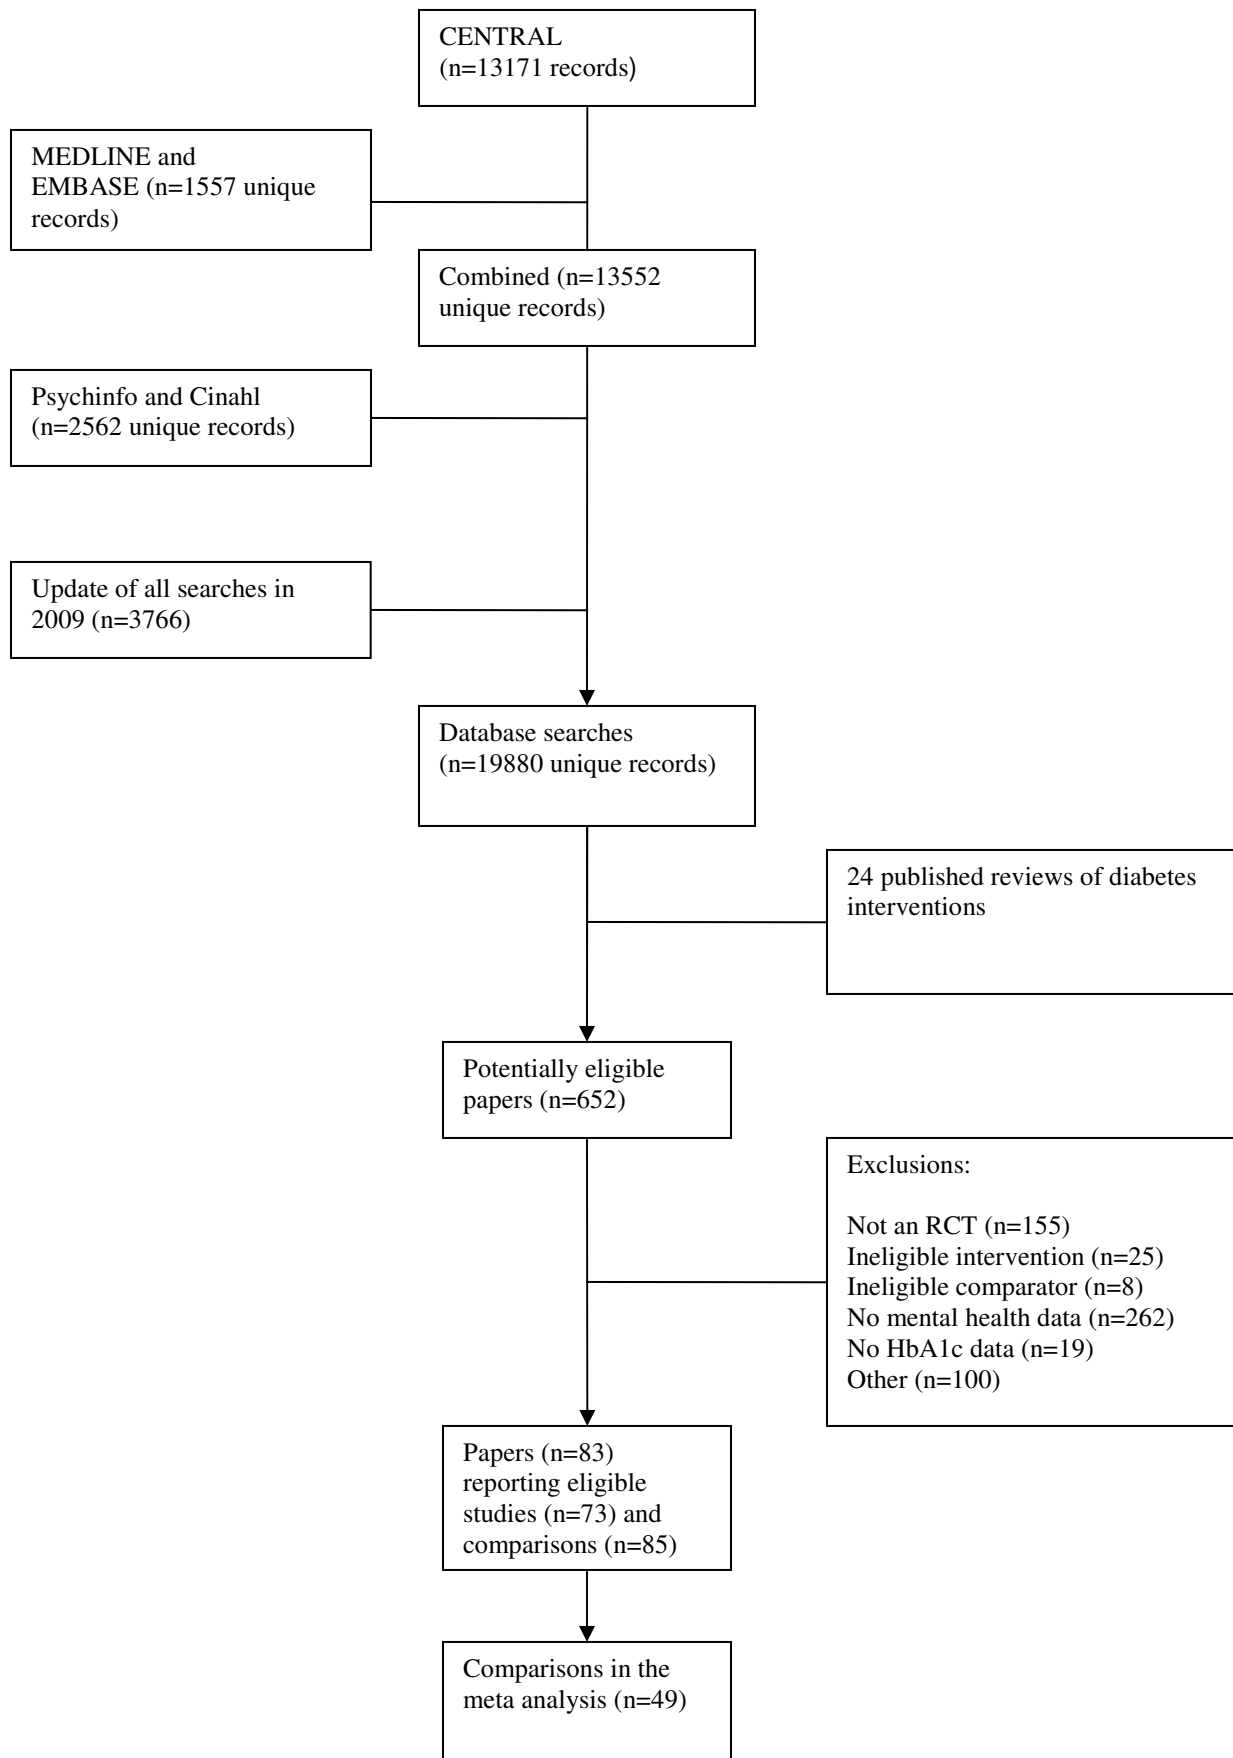 CENTRAL
(n=13171 records)
MEDLINE and
EMBASE (n=1557 unique
records)
Combined (n=13552
unique records)
Psychinfo and Cinahl
(n=2562 unique records)
Update of all searches in
2009 (n=3766)
Database searches
(n=19880 unique records)
24 published reviews of diabetes
interventions
Potentially eligible
papers (n=652)
Exclusions:
Not an RCT (n=155)
Ineligible intervention (n=25)
Ineligible comparator (n=8)
No mental health data (n=262)
No HbA1c data (n=19)
Other (n=100)
Papers (n=83)
reporting eligible
studies (n=73) and
comparisons (n=85)
Comparisons in the
meta analysis (n=49)